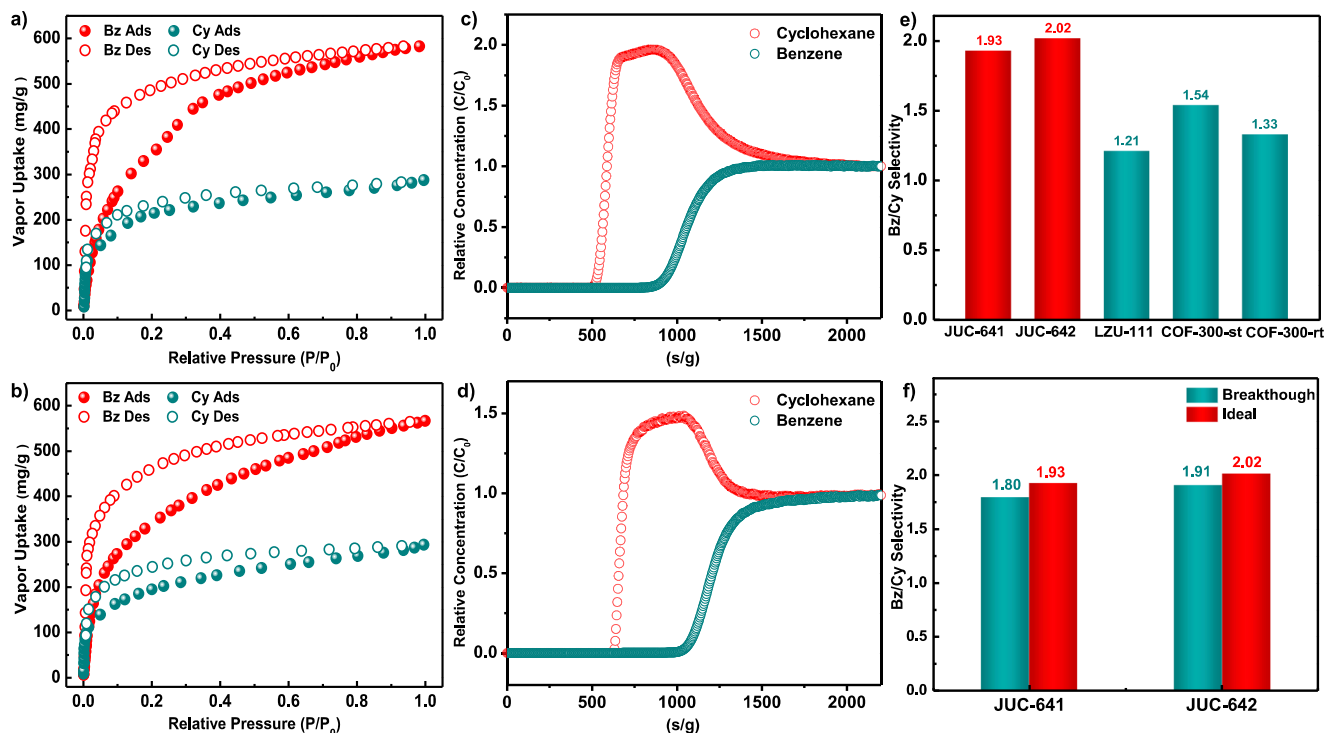 a)
Bz Ads
Cy Ads
Bz Des
Cy Des
600
500
400
300
200
100
0
Vapor Uptake (mg/g)
0.0 0.2 0.4 0.6 0.8 1.0
Relative Pressure (P/P0)
c)
Cyclohexane
Benzene
2.0
1.5
1.0
0.5
0.0
Relative Concentration (C/C0)
0 500 1000 1500 2000
(s/g)
e)
2.0
1.5
1.0
0.5
0.0
Bz/Cy Selectivity
1.93
2.02
1.21
1.54
1.33
JUC-641 JUC-642 LZU-111 COF-300-st COF-300-rt
b)
Bz Ads
Cy Ads
Bz Des
Cy Des
600
500
400
300
200
100
0
Vapor Uptake (mg/g)
0.0 0.2 0.4 0.6 0.8 1.0
Relative Pressure (P/P0)
d)
Cyclohexane
Benzene
1.5
1.0
0.5
0.0
Relative Concentration (C/C0)
0 500 1000 1500 2000
(s/g)
f)
Breakthough
Ideal
2.5
2.0
1.5
1.0
0.5
0.0
Bz/Cy Selectivity
1.80
1.93
1.91
2.02
JUC-641 JUC-642